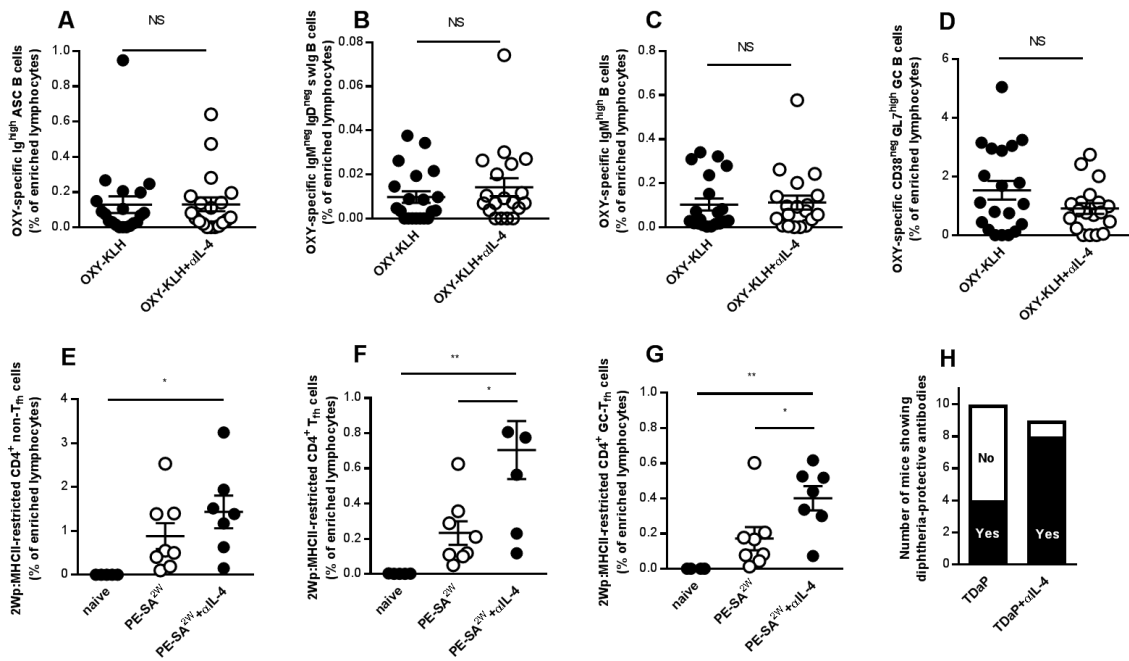 A
NS
OXY-specific Ig^high ASC B cells
(% of enriched lymphocytes)
1.0
0.8
0.6
0.4
0.2
0.0
OXY-KLH
OXY-KLH+αIL-4
B
NS
OXY-specific IgM^neg IgD^neg swIg B cells
(% of enriched lymphocytes)
0.08
0.06
0.04
0.02
0.00
OXY-KLH
OXY-KLH+αIL-4
C
NS
OXY-specific IgM^high B cells
(% of enriched lymphocytes)
0.8
0.6
0.4
0.2
0.0
OXY-KLH
OXY-KLH+αIL-4
D
NS
OXY-specific CD38^neg GL7^high GC B cells
(% of enriched lymphocytes)
6
4
2
0
OXY-KLH
OXY-KLH+αIL-4
E
*
2Wp:MHCII-restricted CD4⁺ non-T_fh cells
(% of enriched lymphocytes)
4
3
2
1
0
naive
PE-SA^2W
PE-SA^2W+αIL-4
F
**
*
2Wp:MHCII-restricted CD4⁺ T_fh cells
(% of enriched lymphocytes)
1.0
0.8
0.6
0.4
0.2
0.0
naive
PE-SA^2W
PE-SA^2W+αIL-4
G
**
*
2Wp:MHCII-restricted CD4⁺ GC-T_fh cells
(% of enriched lymphocytes)
1.0
0.8
0.6
0.4
0.2
0.0
naive
PE-SA^2W
PE-SA^2W+αIL-4
H
Number of mice showing
diphtheria-protective antibodies
10
8
6
4
2
0
No
Yes
Yes
TDaP
TDaP+αIL-4